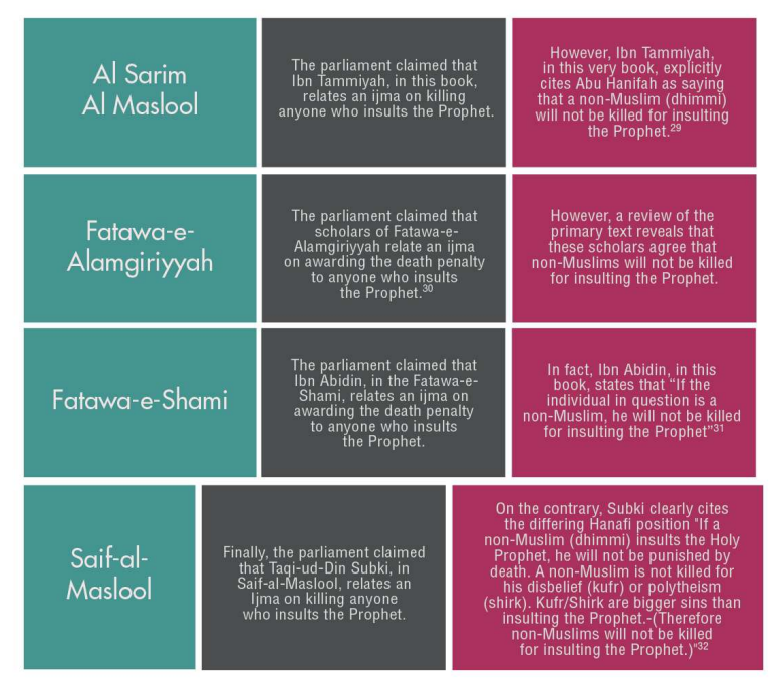 Al Sarim
Al Maslool
The parliament claimed that
Ibn Tammiyah, in this book,
relates an ijma on killing
anyone who insults the Prophet.
However, Ibn Tammiyah,
in this very book, explicitly
cites Abu Hanifah as saying
that a non-Muslim (dhimmi)
will not be killed for insulting
the Prophet.²⁹
Fatawa-e-
Alamgiriyyah
The parliament claimed that
scholars of Fatawa-e-
Alamgiriyyah relate an ijma
on awarding the death penalty
to anyone who insults
the Prophet.³⁰
However, a review of the
primary text reveals that
these scholars agree that
non-Muslims will not be killed
for insulting the Prophet.
Fatawa-e-Shami
The parliament claimed that
Ibn Abidin, in the Fatawa-e-
Shami, relates an ijma on
awarding the death penalty
to anyone who insults
the Prophet.
In fact, Ibn Abidin, in this
book, states that “If the
individual in question is a
non-Muslim, he will not be killed
for insulting the Prophet”³¹
Saif-al-
Maslool
Finally, the parliament claimed
that Taqi-ud-Din Subki, in
Saif-al-Maslool, relates an
Ijma on killing anyone
who insults the Prophet.
On the contrary, Subki clearly cites
the differing Hanafi position "If a
non-Muslim (dhimmi) insults the Holy
Prophet, he will not be punished by
death. A non-Muslim is not killed for
his disbelief (kufr) or polytheism
(shirk). Kufr/Shirk are bigger sins than
insulting the Prophet.-(Therefore
non-Muslims will not be killed
for insulting the Prophet.)"³²